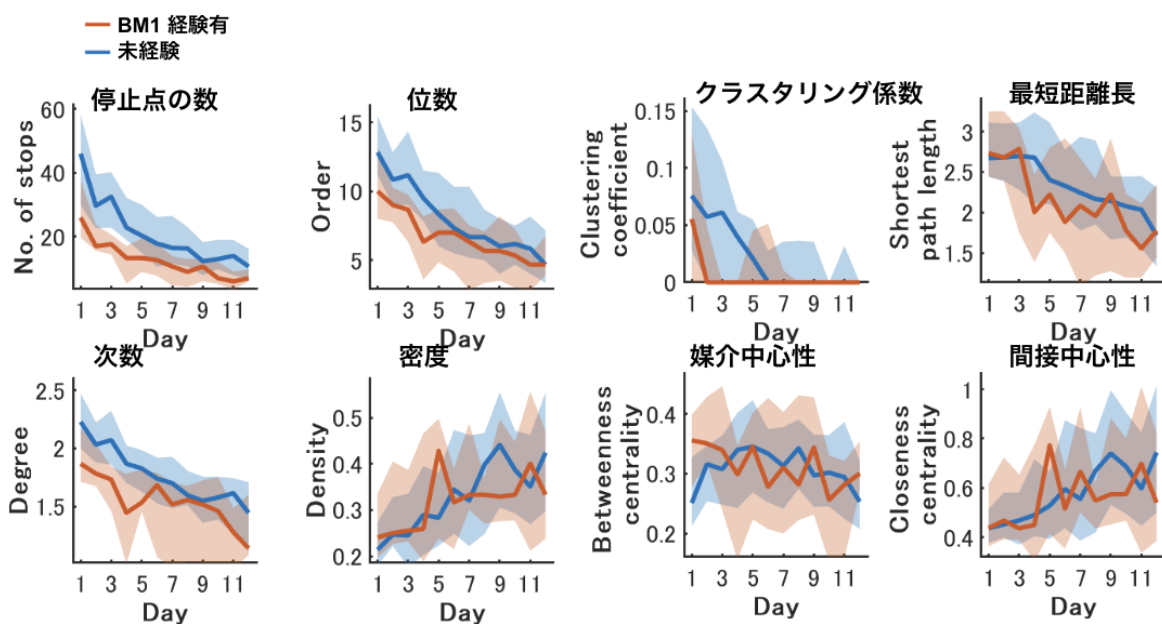 BM1 経験有
未経験
停止点の数
No. of stops
60
40
20
1 3 5 7 9 11
Day
位数
Order
15
10
5
1 3 5 7 9 11
Day
クラスタリング係数
Clustering
coefficient
0.15
0.1
0.05
0
1 3 5 7 9 11
Day
最短距離長
Shortest
path length
3
2.5
2
1.5
1 3 5 7 9 11
Day
次数
Degree
2.5
2
1.5
1 3 5 7 9 11
Day
密度
Density
0.5
0.4
0.3
0.2
1 3 5 7 9 11
Day
媒介中心性
Betweenness
centrality
0.4
0.3
0.2
1 3 5 7 9 11
Day
間接中心性
Closeness
centrality
1
0.8
0.6
0.4
1 3 5 7 9 11
Day